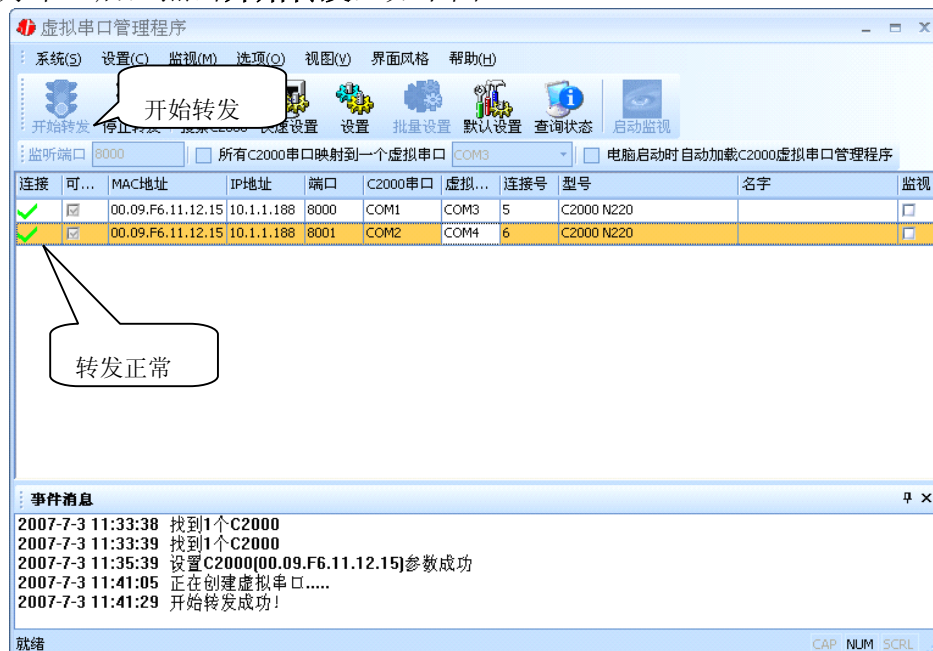 虚拟串口管理程序
系统(S) 设置(C) 监视(M) 选项(O) 视图(V) 界面风格 帮助(H)
开始转发
开始转发 设置 批量设置 默认设置 查询状态 启动监视
监听端口 8000 所有C2000串口映射到一个虚拟串口 COM3 电脑启动时自动加载C2000虚拟串口管理程序
连接 可... MAC地址 IP地址 端口 C2000串口 虚拟... 连接号 型号 名字 监视
00.09.F6.11.12.15 10.1.1.188 8000 COM1 COM3 5 C2000 N220
00.09.F6.11.12.15 10.1.1.188 8001 COM2 COM4 6 C2000 N220
转发正常
事件消息
2007-7-3 11:33:38 找到1个C2000
2007-7-3 11:33:39 找到1个C2000
2007-7-3 11:35:39 设置C2000[00.09.F6.11.12.15]参数成功
2007-7-3 11:41:05 正在创建虚拟串口.....
2007-7-3 11:41:29 开始转发成功!
就绪 CAP NUM SCRL